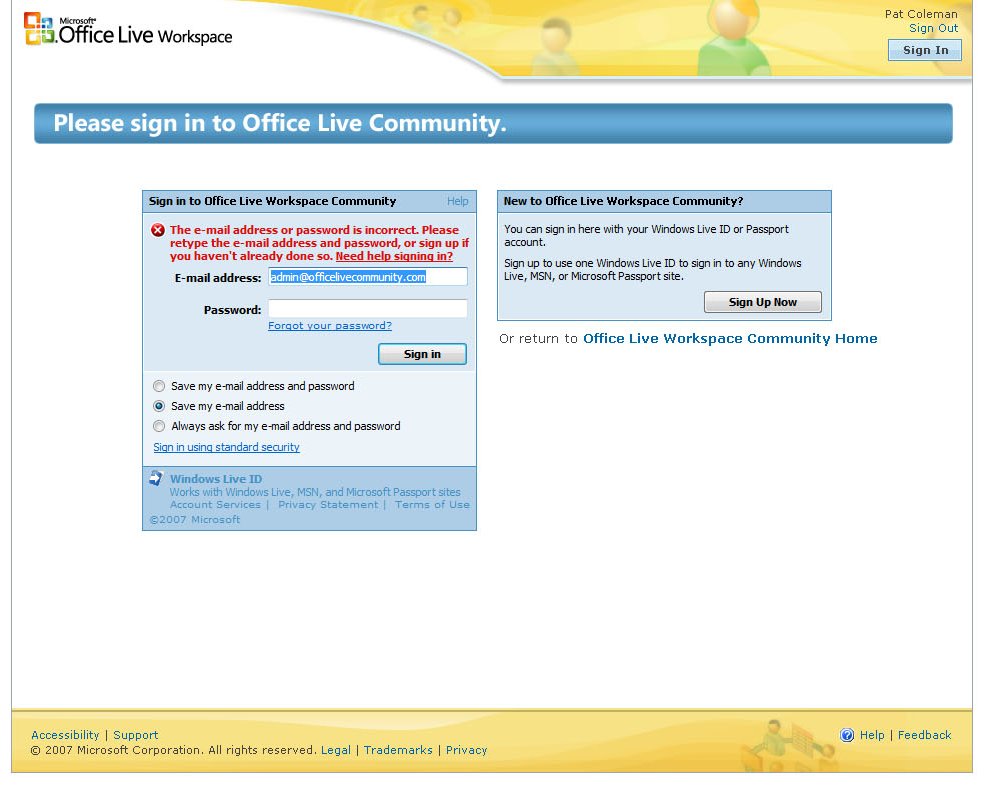 Microsoft®
Office Live Workspace
Pat Coleman
Sign Out
Sign In
Please sign in to Office Live Community.
Sign in to Office Live Workspace Community
Help
The e-mail address or password is incorrect. Please
retype the e-mail address and password, or sign up if
you haven't already done so. Need help signing in?
E-mail address: admin@officelivecommunity.com
Password:
Forgot your password?
Sign in
Save my e-mail address and password
Save my e-mail address
Always ask for my e-mail address and password
Sign in using standard security
Windows Live ID
Works with Windows Live, MSN, and Microsoft Passport sites
Account Services | Privacy Statement | Terms of Use
©2007 Microsoft
New to Office Live Workspace Community?
You can sign in here with your Windows Live ID or Passport
account.
Sign up to use one Windows Live ID to sign in to any Windows
Live, MSN, or Microsoft Passport site.
Sign Up Now
Or return to Office Live Workspace Community Home
Accessibility | Support
© 2007 Microsoft Corporation. All rights reserved. Legal | Trademarks | Privacy
Help | Feedback